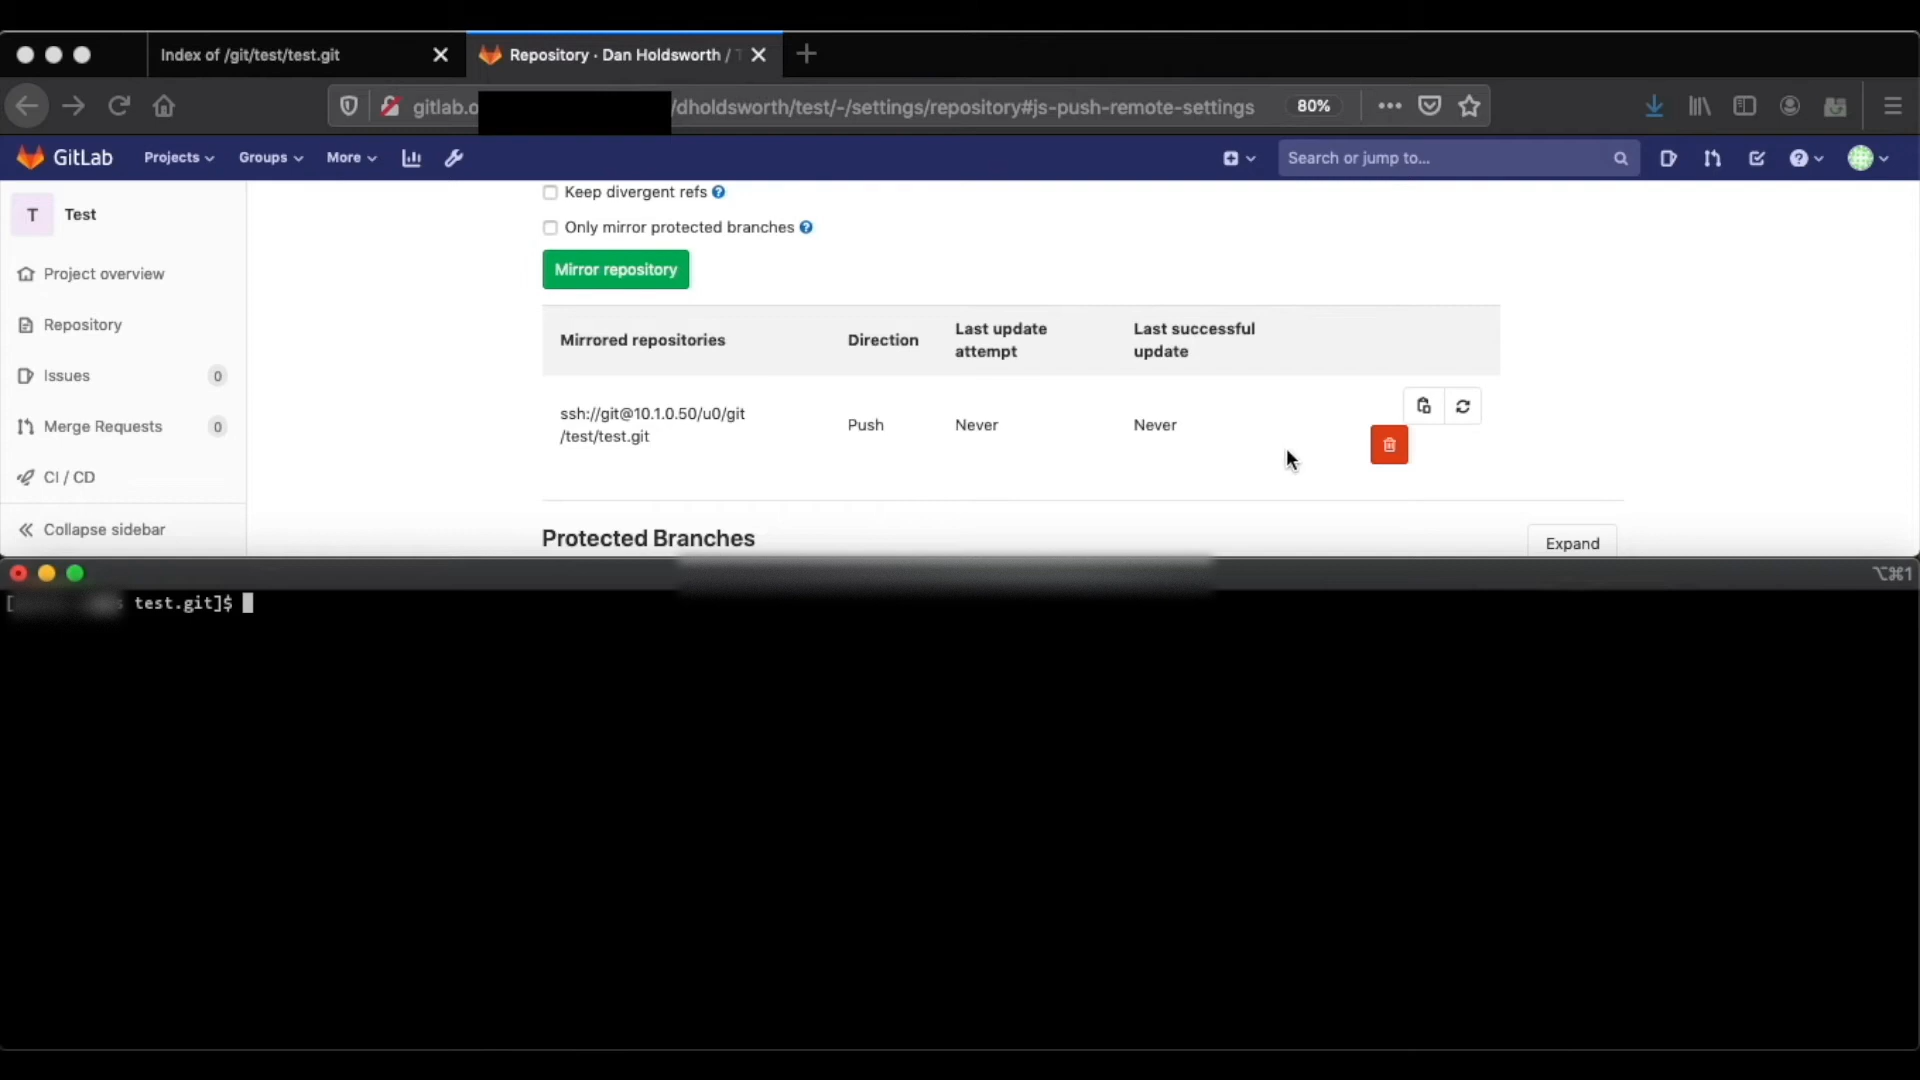 Index of /git/test/test.git
Repository · Dan Holdsworth /
gitlab.o /dholdsworth/test/-/settings/repository#js-push-remote-settings 80%
GitLab Projects Groups More Search or jump to...
T Test
Project overview
Repository
Issues 0
Merge Requests 0
CI / CD
Collapse sidebar
Keep divergent refs
Only mirror protected branches
Mirror repository
Mirrored repositories Direction Last update attempt Last successful update
ssh://git@10.1.0.50/u0/git
/test/test.git
Push Never Never
Protected Branches
Expand
⌥⌘1
[ test.git]$